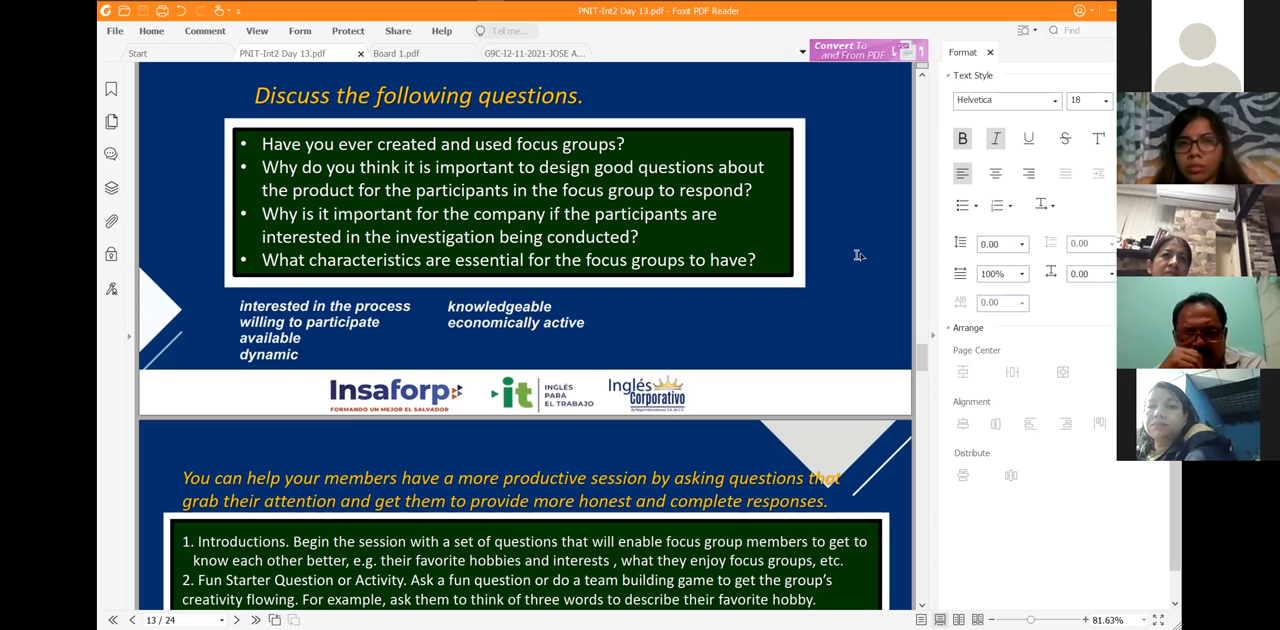 PNIT-Int2 Day 13.pdf - Foxit PDF Reader
File Home Comment View Form Protect Share Help Tell me... Find
Start PNIT-Int2 Day 13.pdf Board 1.pdf G9C-I2-11-2021-JOSE A...
Convert To
and From PDF
Discuss the following questions.
• Have you ever created and used focus groups?
• Why do you think it is important to design good questions about
the product for the participants in the focus group to respond?
• Why is it important for the company if the participants are
interested in the investigation being conducted?
• What characteristics are essential for the focus groups to have?
interested in the process knowledgeable
willing to participate economically active
available
dynamic
Insaforp
FORMANDO UN MEJOR EL SALVADOR
it
INGLÉS
PARA
EL TRABAJO
Inglés
Corporativo
You can help your members have a more productive session by asking questions that
grab their attention and get them to provide more honest and complete responses.
1. Introductions. Begin the session with a set of questions that will enable focus group members to get to
know each other better, e.g. their favorite hobbies and interests , what they enjoy focus groups, etc.
2. Fun Starter Question or Activity. Ask a fun question or do a team building game to get the group's
creativity flowing. For example, ask them to think of three words to describe their favorite hobby.
Format
Text Style
Helvetica 18
B I U S T
0.00 0.00
100% 0.00
0.00
Arrange
Page Center
Alignment
Distribute
13 / 24
81.63%